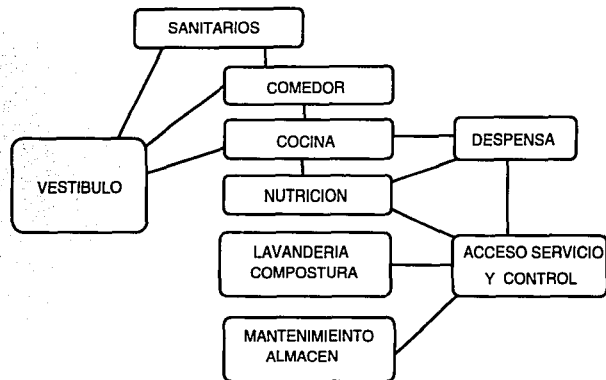 SANITARIOS
COMEDOR
COCINA
DESPENSA
VESTIBULO
NUTRICION
LAVANDERIA
COMPOSTURA
ACCESO SERVICIO
Y CONTROL
MANTENIMIEINTO
ALMACEN